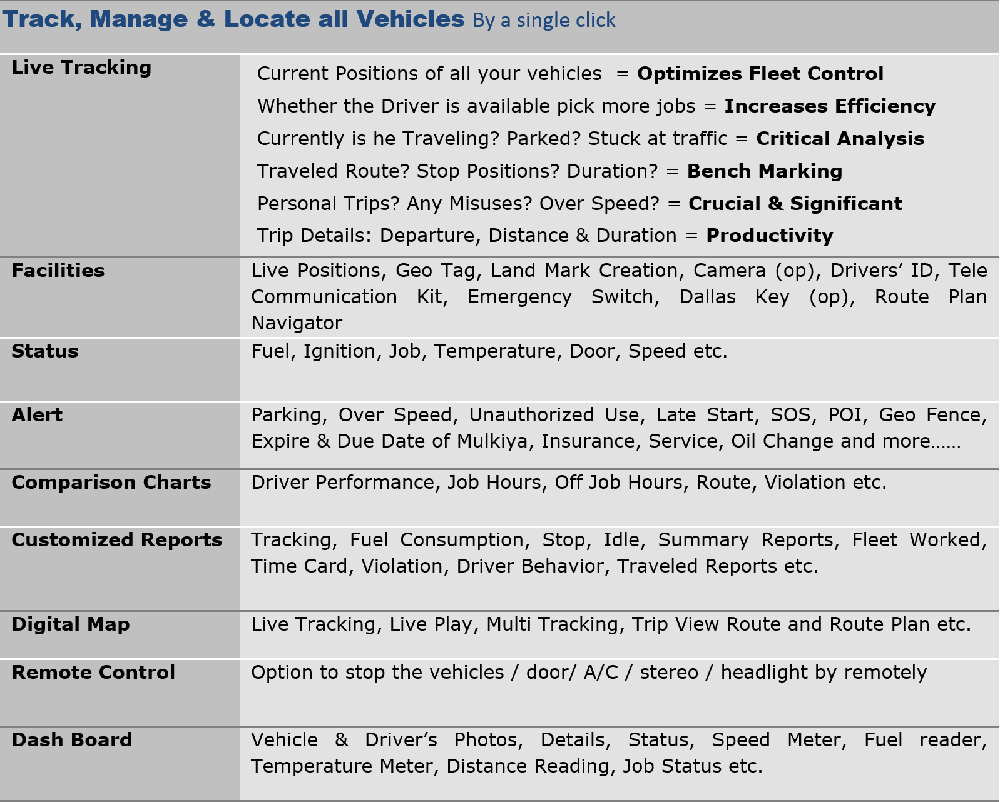 Track, Manage & Locate all Vehicles By a single click
Live Tracking
Current Positions of all your vehicles  = Optimizes Fleet Control
Whether the Driver is available pick more jobs = Increases Efficiency
Currently is he Traveling? Parked? Stuck at traffic = Critical Analysis
Traveled Route? Stop Positions? Duration? = Bench Marking
Personal Trips? Any Misuses? Over Speed? = Crucial & Significant
Trip Details: Departure, Distance & Duration = Productivity
Facilities
Live Positions, Geo Tag, Land Mark Creation, Camera (op), Drivers’ ID, Tele
Communication Kit, Emergency Switch, Dallas Key (op), Route Plan
Navigator
Status
Fuel, Ignition, Job, Temperature, Door, Speed etc.
Alert
Parking, Over Speed, Unauthorized Use, Late Start, SOS, POI, Geo Fence,
Expire & Due Date of Mulkiya, Insurance, Service, Oil Change and more……
Comparison Charts
Driver Performance, Job Hours, Off Job Hours, Route, Violation etc.
Customized Reports
Tracking, Fuel Consumption, Stop, Idle, Summary Reports, Fleet Worked,
Time Card, Violation, Driver Behavior, Traveled Reports etc.
Digital Map
Live Tracking, Live Play, Multi Tracking, Trip View Route and Route Plan etc.
Remote Control
Option to stop the vehicles / door/ A/C / stereo / headlight by remotely
Dash Board
Vehicle & Driver’s Photos, Details, Status, Speed Meter, Fuel reader,
Temperature Meter, Distance Reading, Job Status etc.